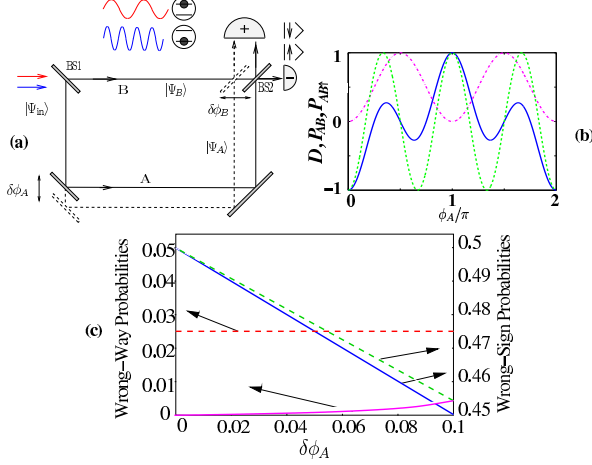 +
|↓>
|↑>
BS1
B
|Ψ_B⟩
−
BS2
|Ψ_in⟩
δϕ_B
(a)
|Ψ_A⟩
A
δϕ_A
D, P_AB, P_AB↑
1
0
−1
0
1
2
ϕ_A/π
(b)
Wrong−Way Probabilities
0.05
0.04
0.03
0.02
0.01
0
(c)
0.5
0.49
0.48
0.47
0.46
0.45
Wrong−Sign Probabilities
0 0.02 0.04 0.06 0.08 0.1
δϕ_A